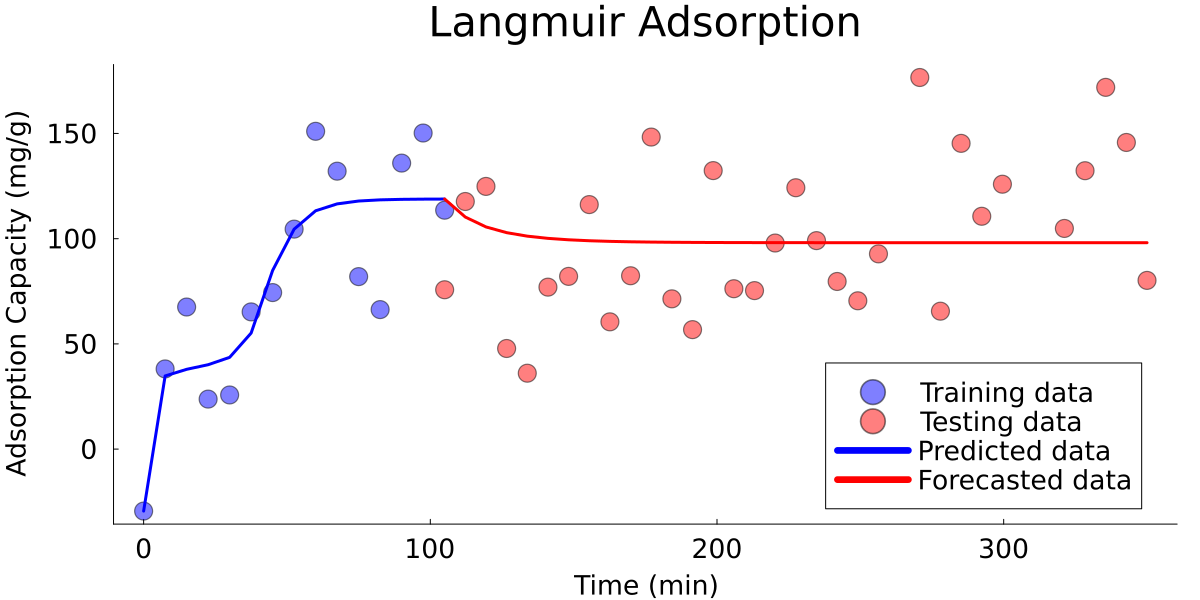 Langmuir Adsorption
Adsorption Capacity (mg/g)
150
100
50
0
0 100 200 300
Time (min)
Training data
Testing data
Predicted data
Forecasted data